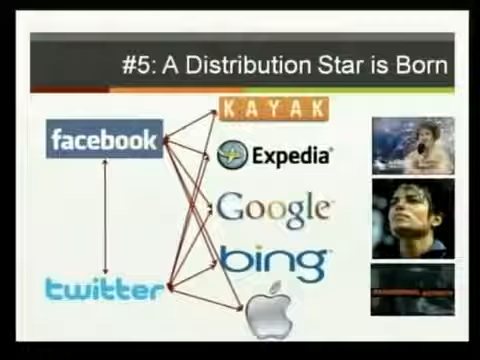 #5: A Distribution Star is Born
facebook
twitter
KAYAK
Expedia
Google
bing